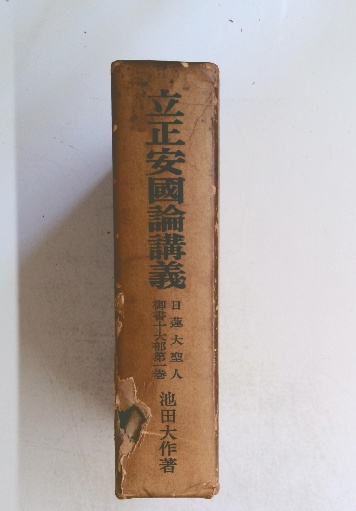 立正安國論講義
日蓮大聖人
御書十大部第一巻
池田大作著